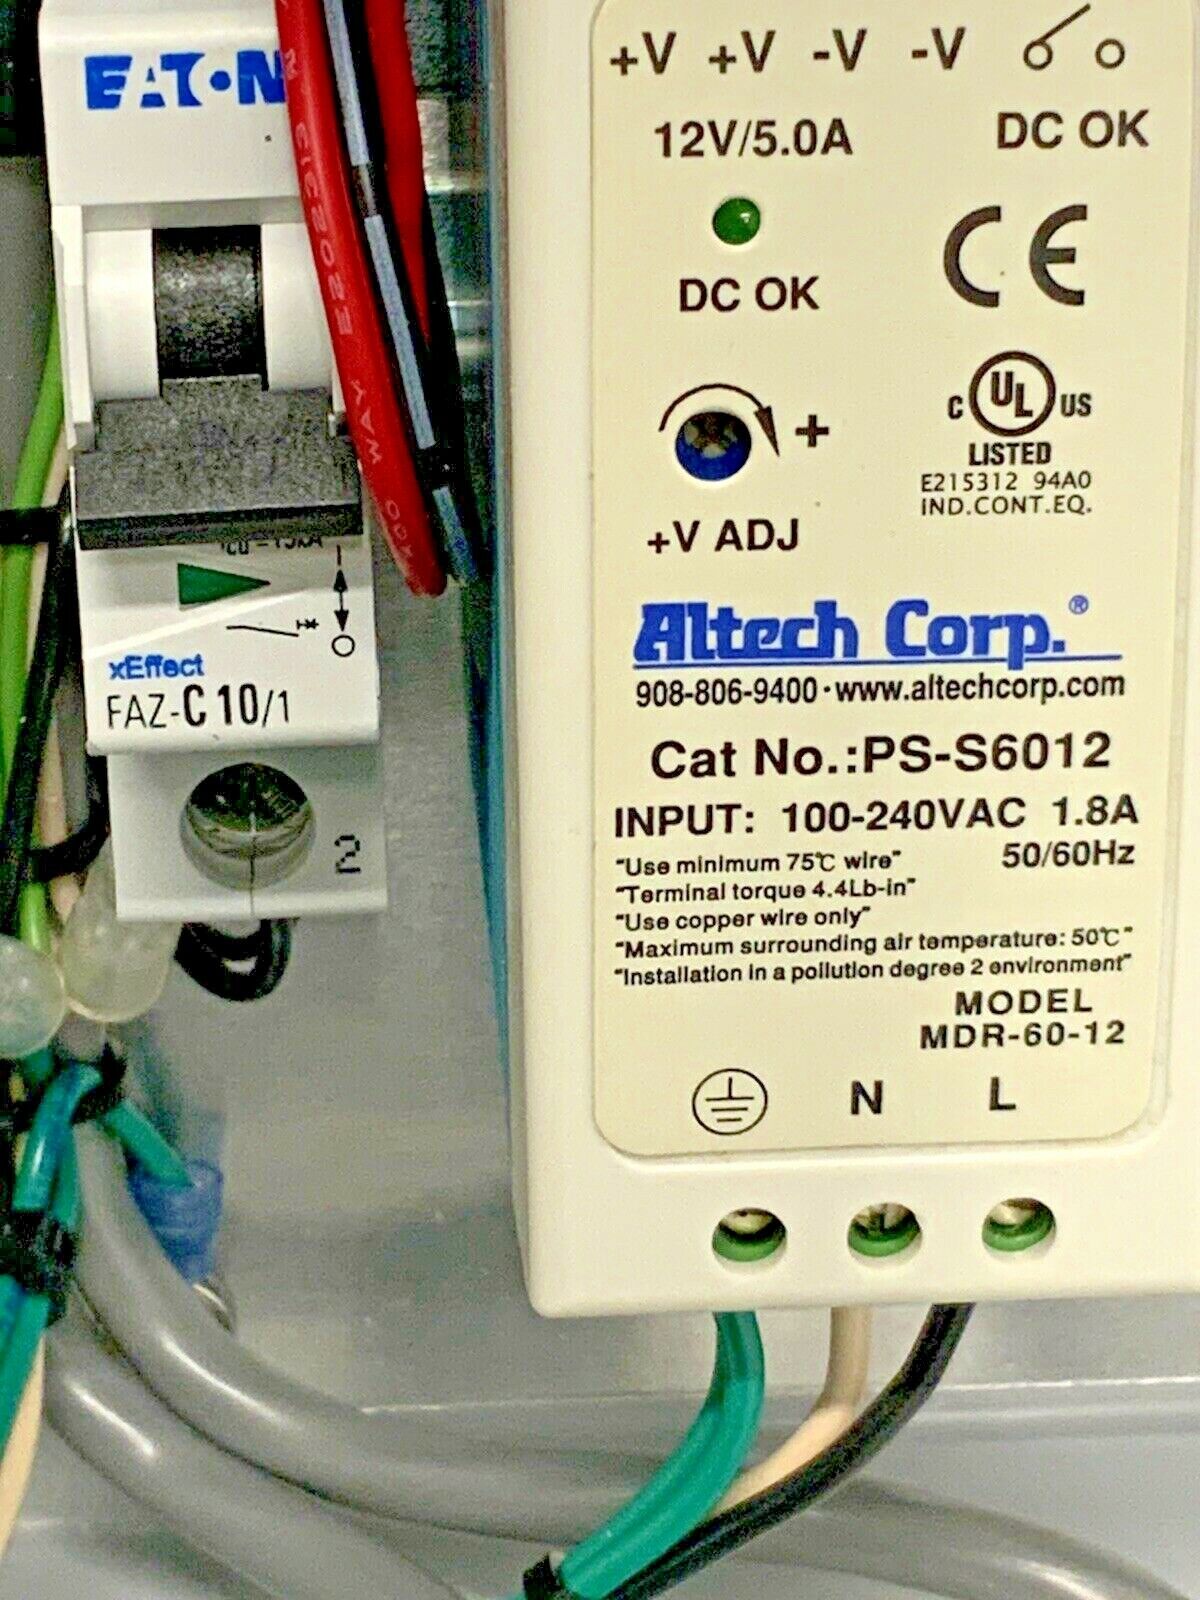 EATON
xEffect
FAZ-C 10/1
2
+V +V -V -V
12V/5.0A
DC OK
DC OK
CE
+
+V ADJ
C UL US
LISTED
E215312 94A0
IND.CONT.EQ.
Altech Corp.®
908-806-9400·www.altechcorp.com
Cat No.:PS-S6012
INPUT: 100-240VAC 1.8A
50/60Hz
"Use minimum 75℃ wire"
"Terminal torque 4.4Lb-in"
"Use copper wire only"
"Maximum surrounding air temperature: 50℃"
"Installation in a pollution degree 2 environment"
MODEL
MDR-60-12
N L